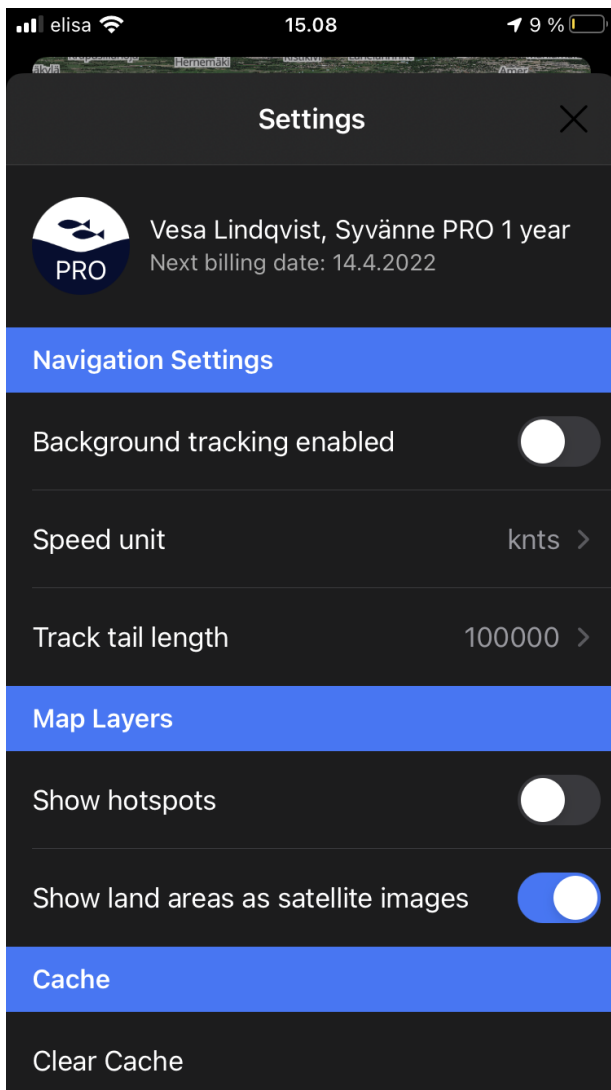 elisa 15.08 9 %
Hernemäki
Settings
Vesa Lindqvist, Syvänne PRO 1 year
PRO Next billing date: 14.4.2022
Navigation Settings
Background tracking enabled
Speed unit knts
Track tail length 100000
Map Layers
Show hotspots
Show land areas as satellite images
Cache
Clear Cache